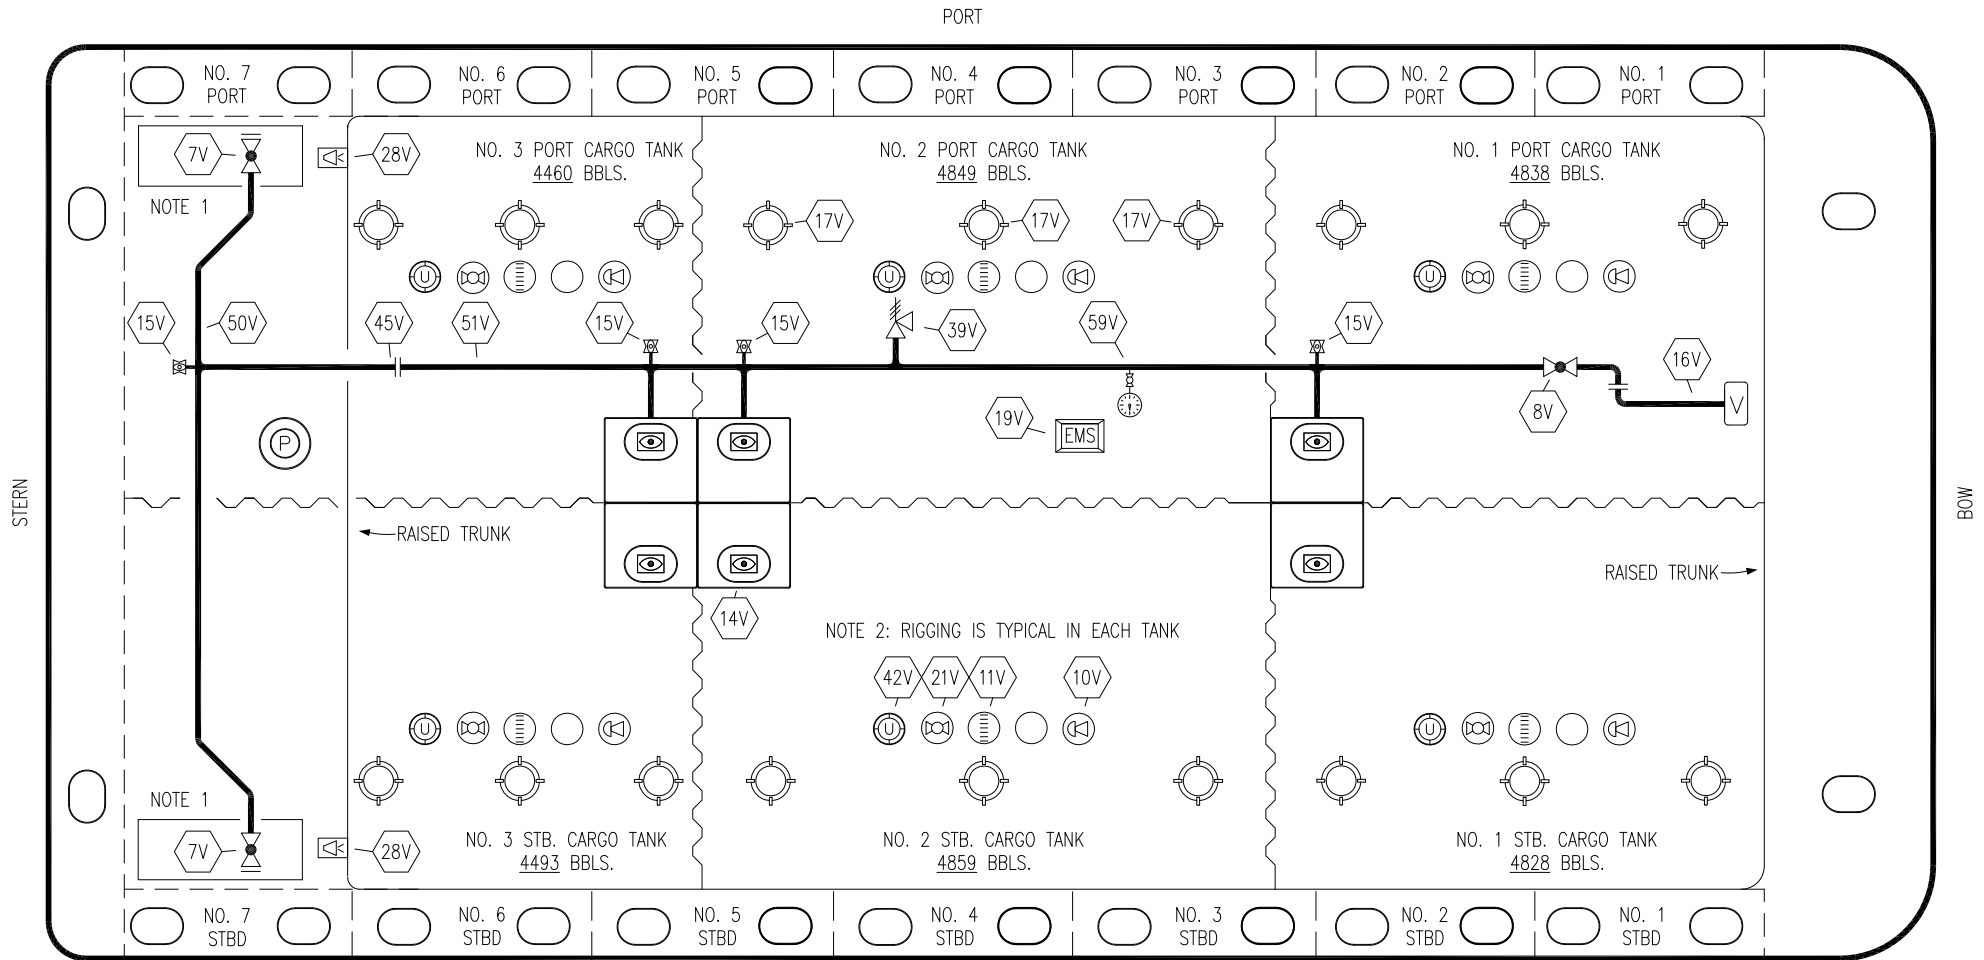 PORT
NO. 7
PORT
NO. 6
PORT
NO. 5
PORT
NO. 4
PORT
NO. 3
PORT
NO. 2
PORT
NO. 1
PORT
7V
28V
NOTE 1
NO. 3 PORT CARGO TANK
4460 BBLS.
NO. 2 PORT CARGO TANK
4849 BBLS.
NO. 1 PORT CARGO TANK
4838 BBLS.
17V
17V
17V
U
U
U
15V
50V
45V
51V
15V
15V
39V
59V
15V
16V
8V
V
19V
EMS
P
STERN
BOW
RAISED TRUNK
RAISED TRUNK
14V
NOTE 2: RIGGING IS TYPICAL IN EACH TANK
42V
21V
11V
10V
U
U
U
NOTE 1
7V
28V
NO. 3 STB. CARGO TANK
4493 BBLS.
NO. 2 STB. CARGO TANK
4859 BBLS.
NO. 1 STB. CARGO TANK
4828 BBLS.
NO. 7
STBD
NO. 6
STBD
NO. 5
STBD
NO. 4
STBD
NO. 3
STBD
NO. 2
STBD
NO. 1
STBD